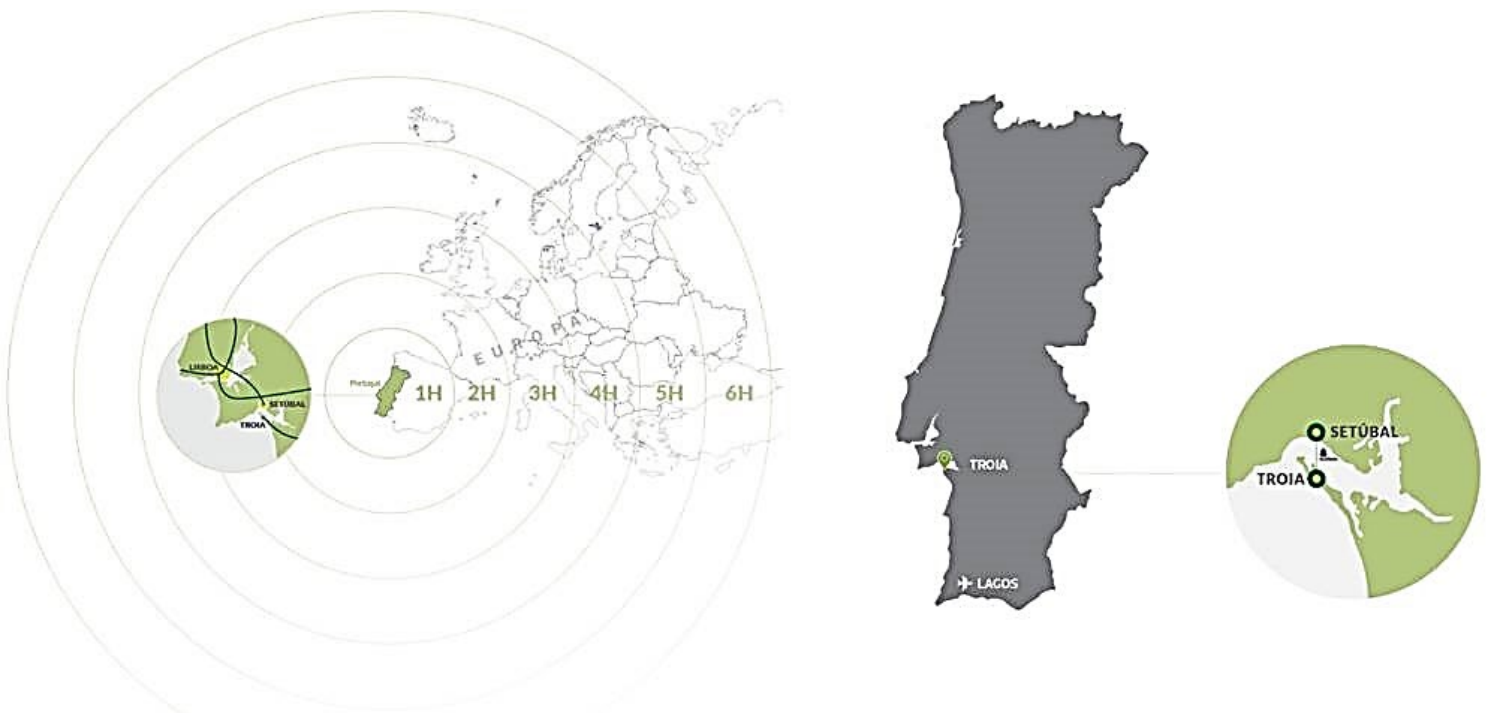 EUROPA
LISBOA
SETÚBAL
TROIA
Portugal
1H 2H 3H 4H 5H 6H
TROIA
LAGOS
SETÚBAL
TROIA